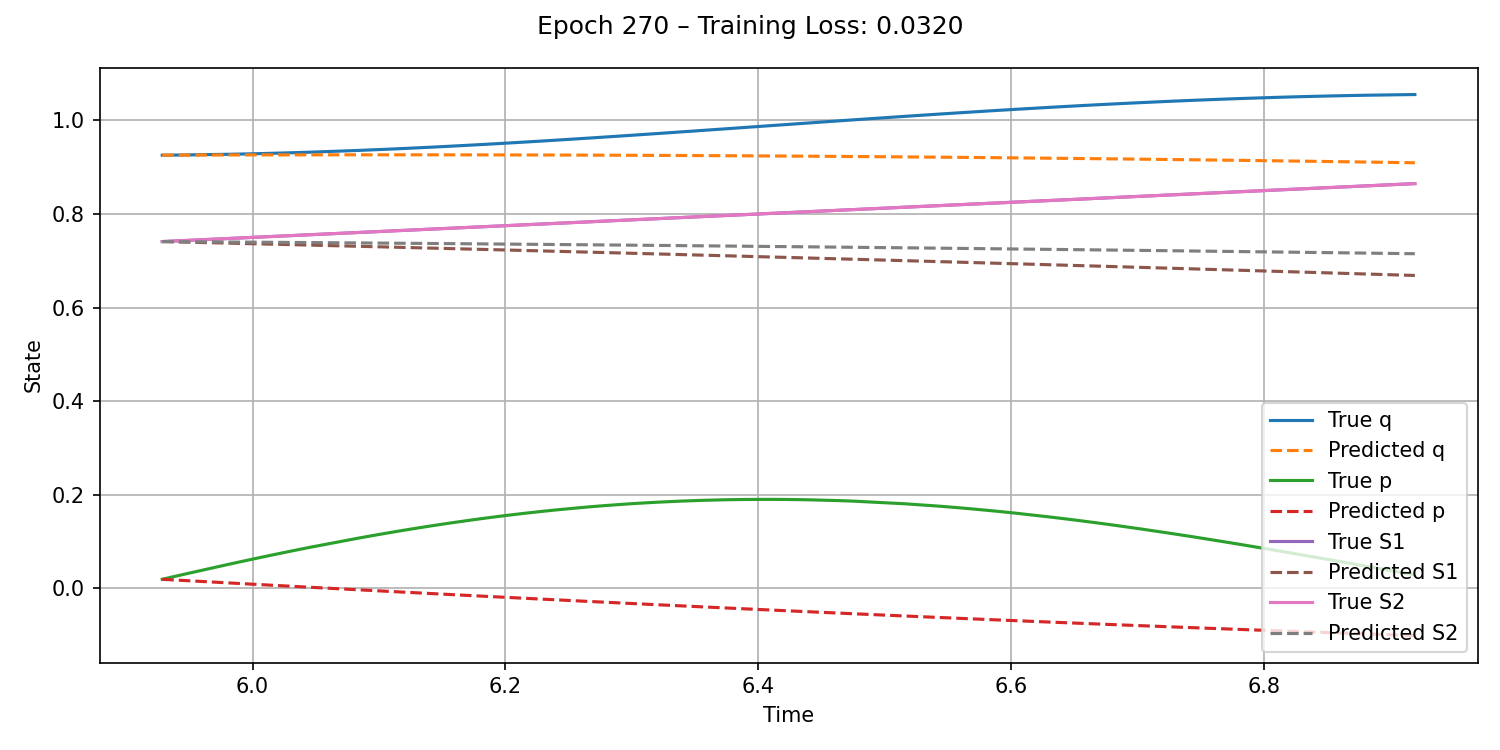 Epoch 270 – Training Loss: 0.0320
State
1.0
0.8
0.6
0.4
0.2
0.0
True q
Predicted q
True p
Predicted p
True S1
Predicted S1
True S2
Predicted S2
6.0 6.2 6.4 6.6 6.8
Time